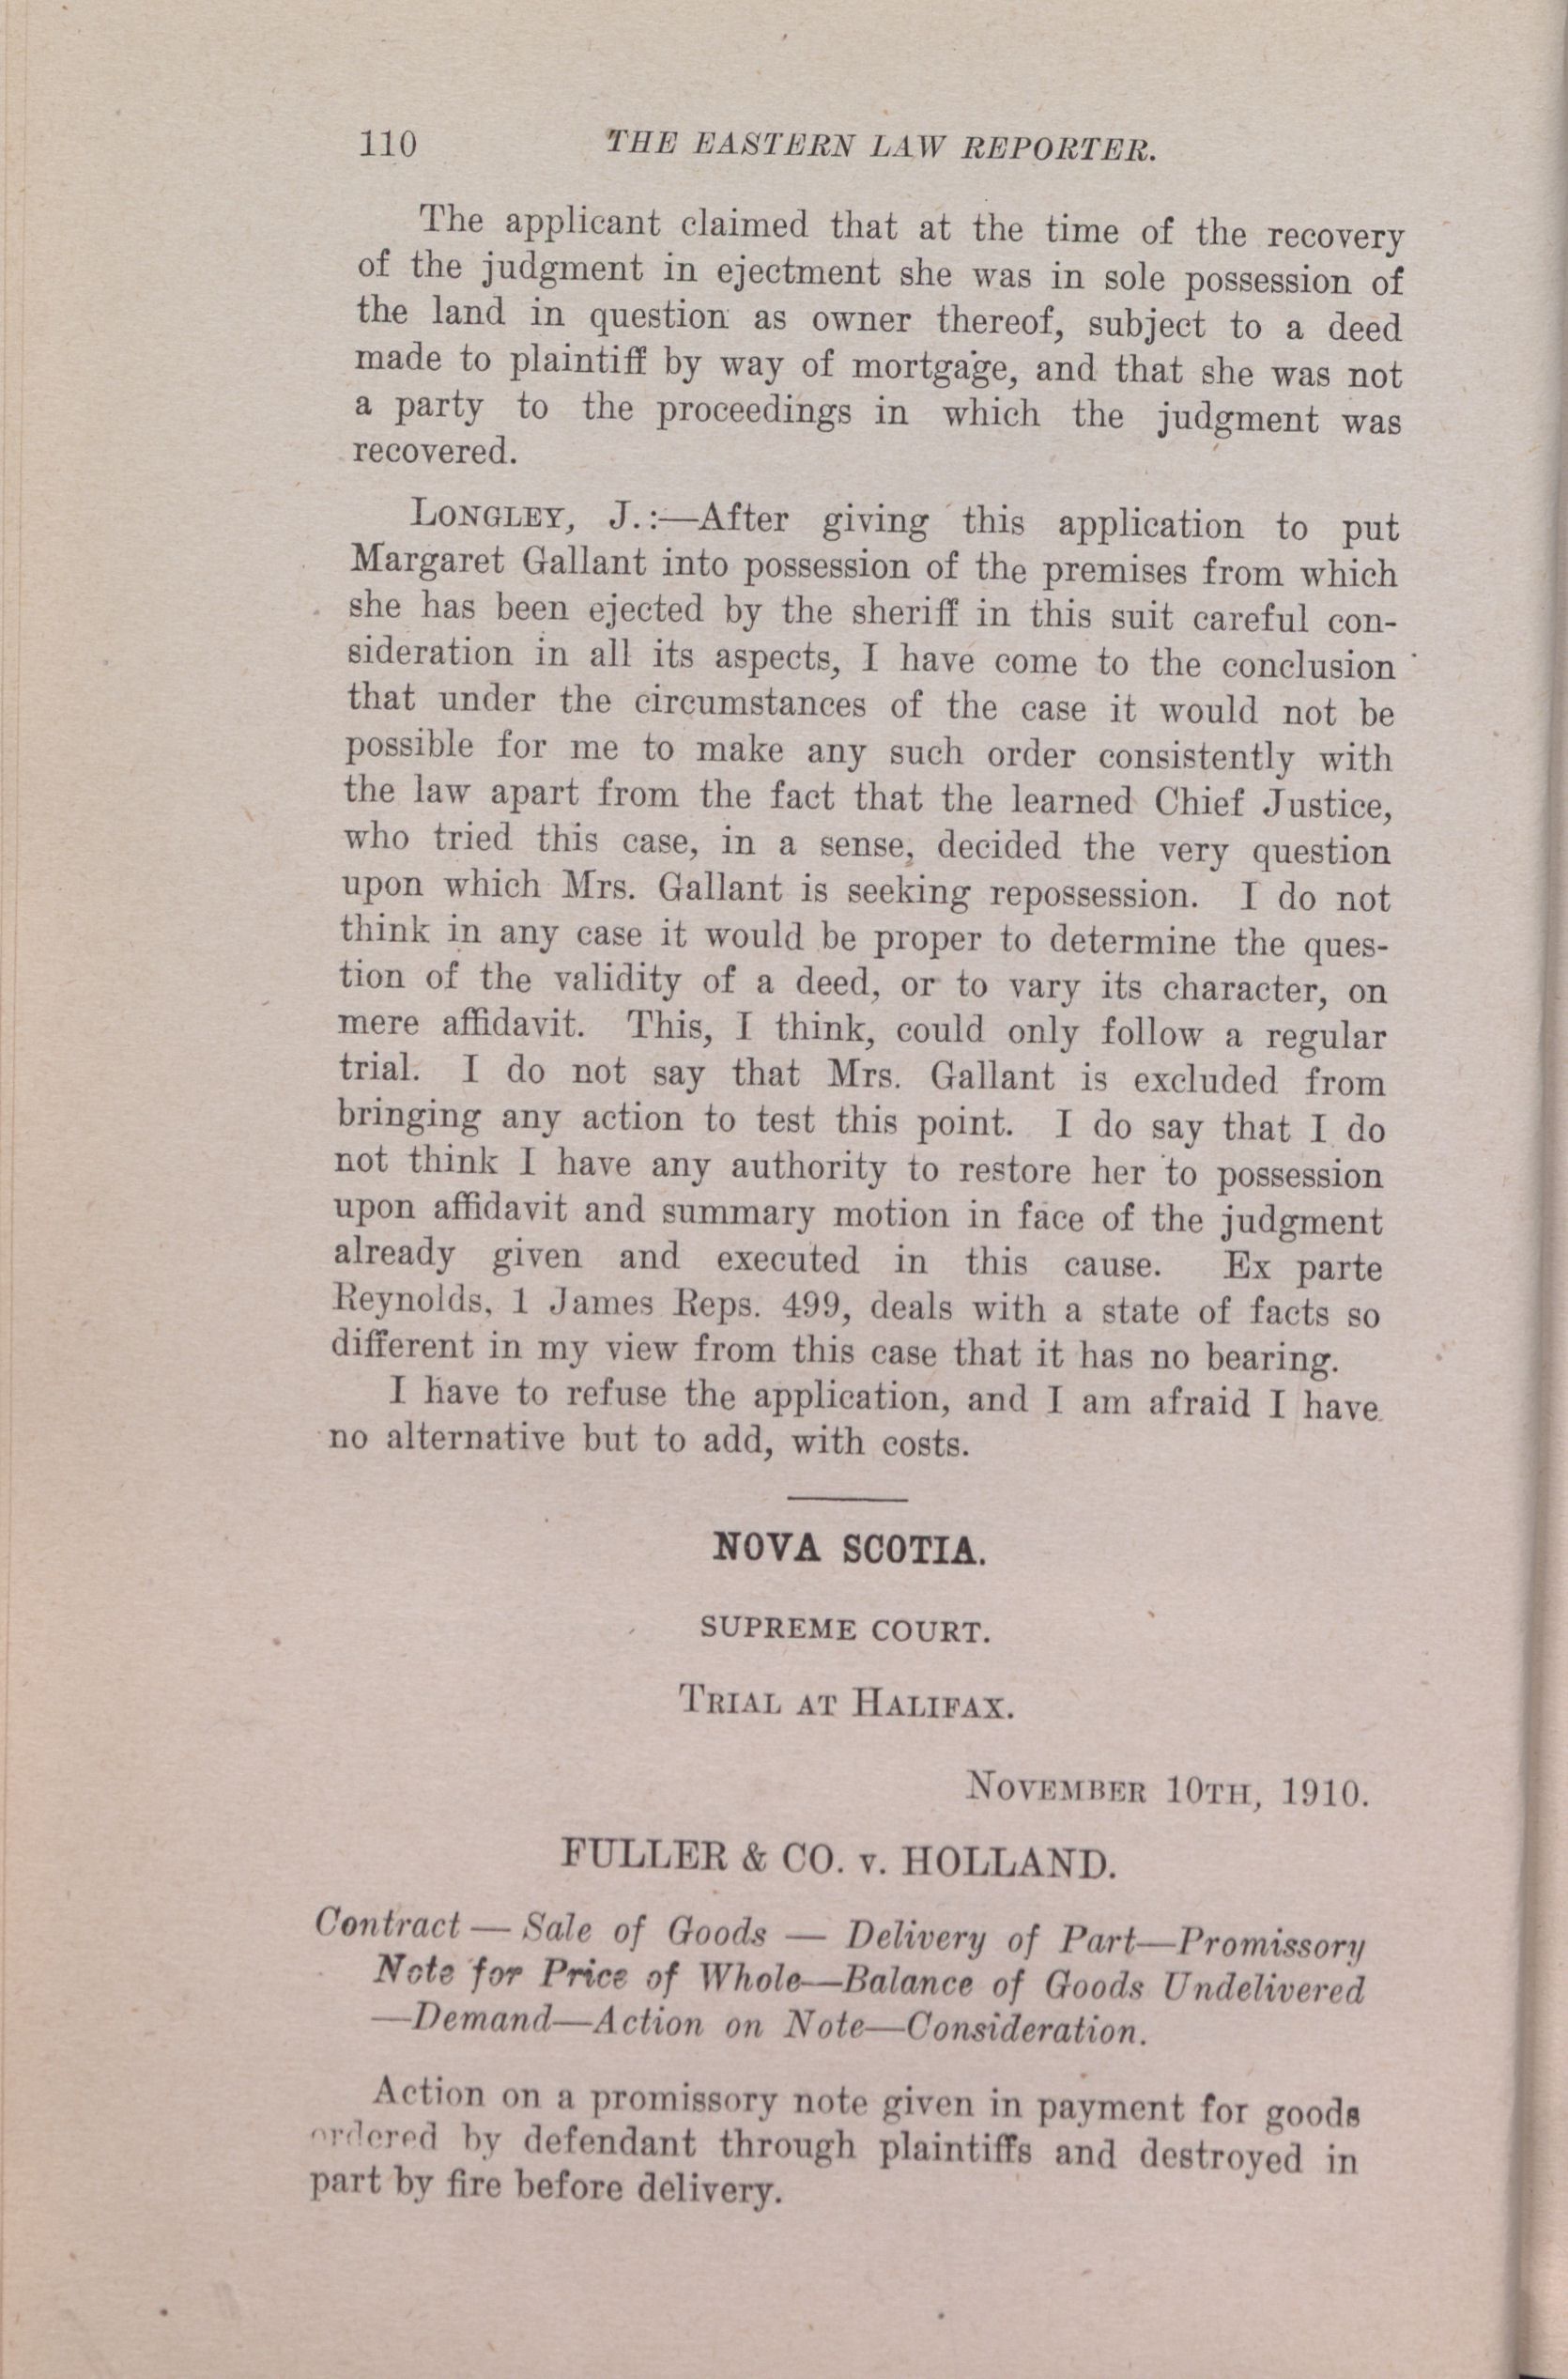 110 THE EASTERN LAW REPORTER.
The applicant claimed that at the time of the recovery
of the judgment in ejectment she was in sole possession of
the land in question as owner thereof, subject to a deed
made to plaintiff by way of mortgage, and that she was not
a party to the proceedings in which the judgment was
recovered.
LONGLEY, J.:—After giving this application to put
Margaret Gallant into possession of the premises from which
she has been ejected by the sheriff in this suit careful con-
sideration in all its aspects, I have come to the conclusion
that under the circumstances of the case it would not be
possible for me to make any such order consistently with
the law apart from the fact that the learned Chief Justice,
who tried this case, in a sense, decided the very question
upon which Mrs. Gallant is seeking repossession. I do not
think in any case it would be proper to determine the ques-
tion of the validity of a deed, or to vary its character, on
mere affidavit. This, I think, could only follow a regular
trial. I do not say that Mrs. Gallant is excluded from
bringing any action to test this point. I do say that I do
not think I have any authority to restore her to possession
upon affidavit and summary motion in face of the judgment
already given and executed in this cause. Ex parte
Reynolds, 1 James Reps. 499, deals with a state of facts so
different in my view from this case that it has no bearing.
I have to refuse the application, and I am afraid I have
no alternative but to add, with costs.
NOVA SCOTIA.
SUPREME COURT.
TRIAL AT HALIFAX.
NOVEMBER 10TH, 1910.
FULLER & CO. v. HOLLAND.
Contract — Sale of Goods — Delivery of Part—Promissory
Note for Price of Whole—Balance of Goods Undelivered
—Demand—Action on Note—Consideration.
Action on a promissory note given in payment for goods
ordered by defendant through plaintiffs and destroyed in
part by fire before delivery.